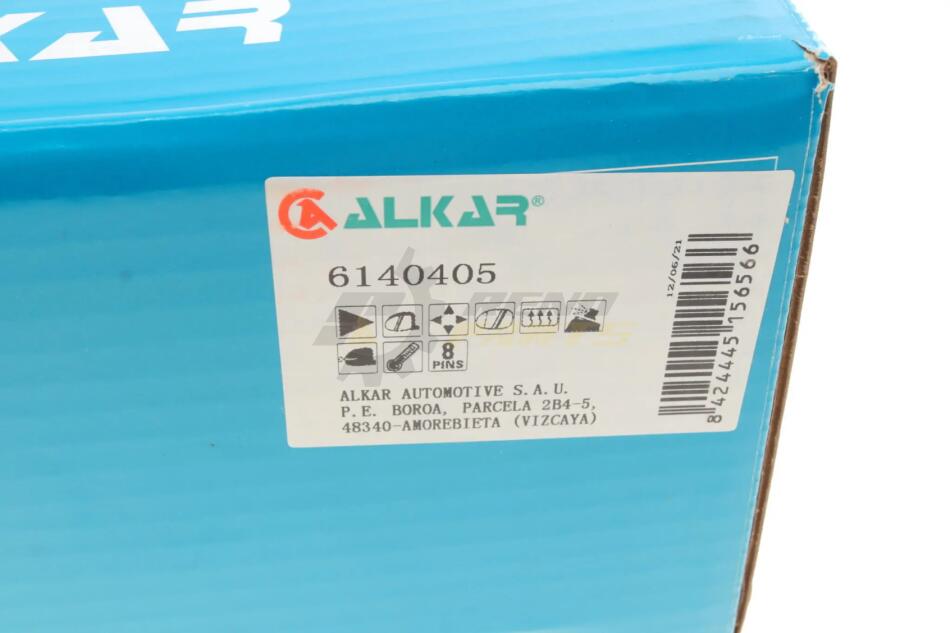 KAR
ALKAR®
6140405
12/06/21
8 424445 156566
8
PINS
ALKAR AUTOMOTIVE S.A.U.
P.E. BOROA, PARCELA 2B4-5,
48340-AMOREBIETA (VIZCAYA)